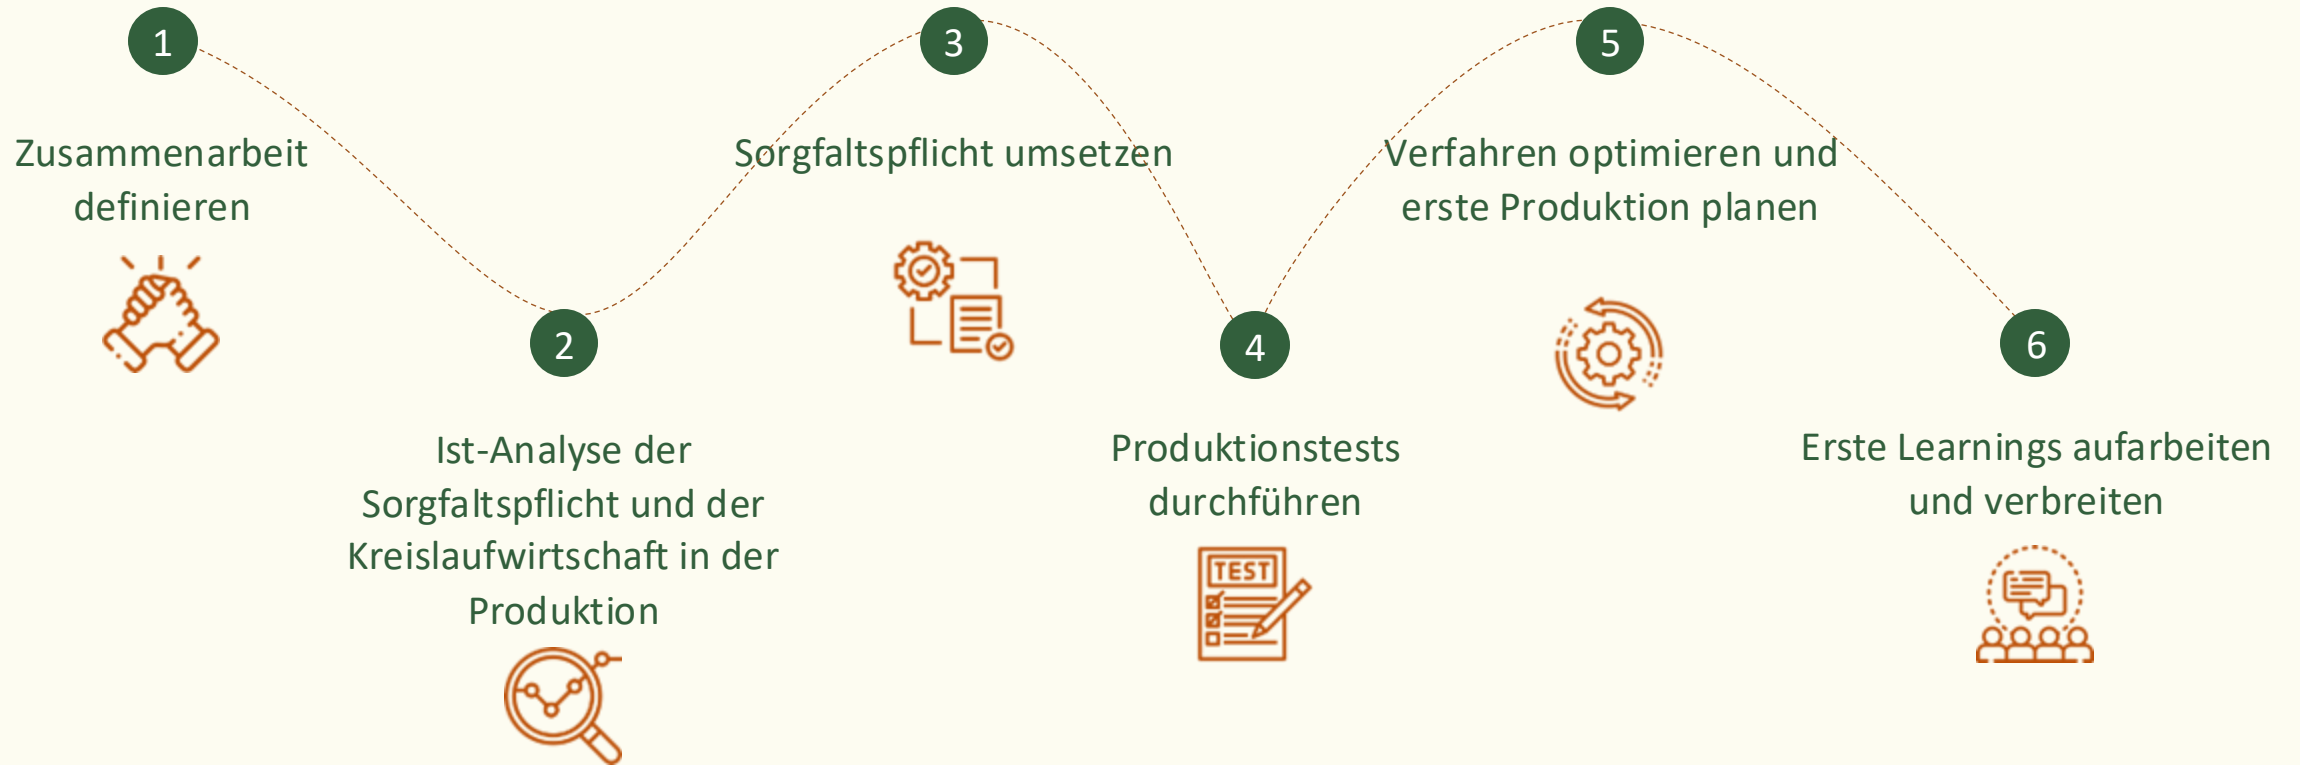 1
Zusammenarbeit
definieren
2
Ist-Analyse der
Sorgfaltspflicht und der
Kreislaufwirtschaft in der
Produktion
3
Sorgfaltspflicht umsetzen
4
Produktionstests
durchführen
TEST
5
Verfahren optimieren und
erste Produktion planen
6
Erste Learnings aufarbeiten
und verbreiten